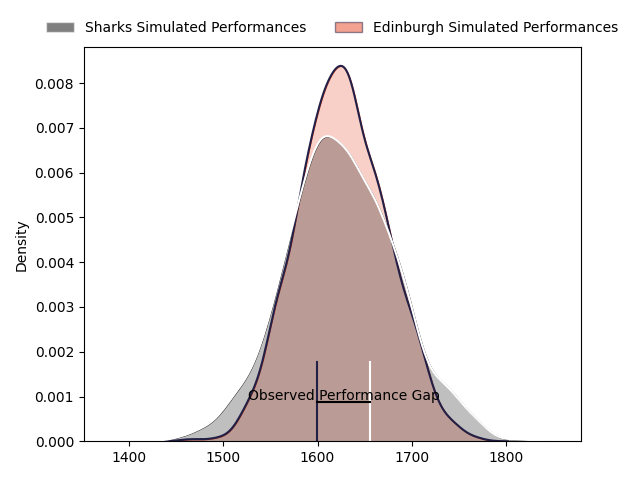 Sharks Simulated Performances
Edinburgh Simulated Performances
0.008
0.007
0.006
0.005
0.004
0.003
0.002
0.001
0.000
Density
Observed Performance Gap
1400 1500 1600 1700 1800